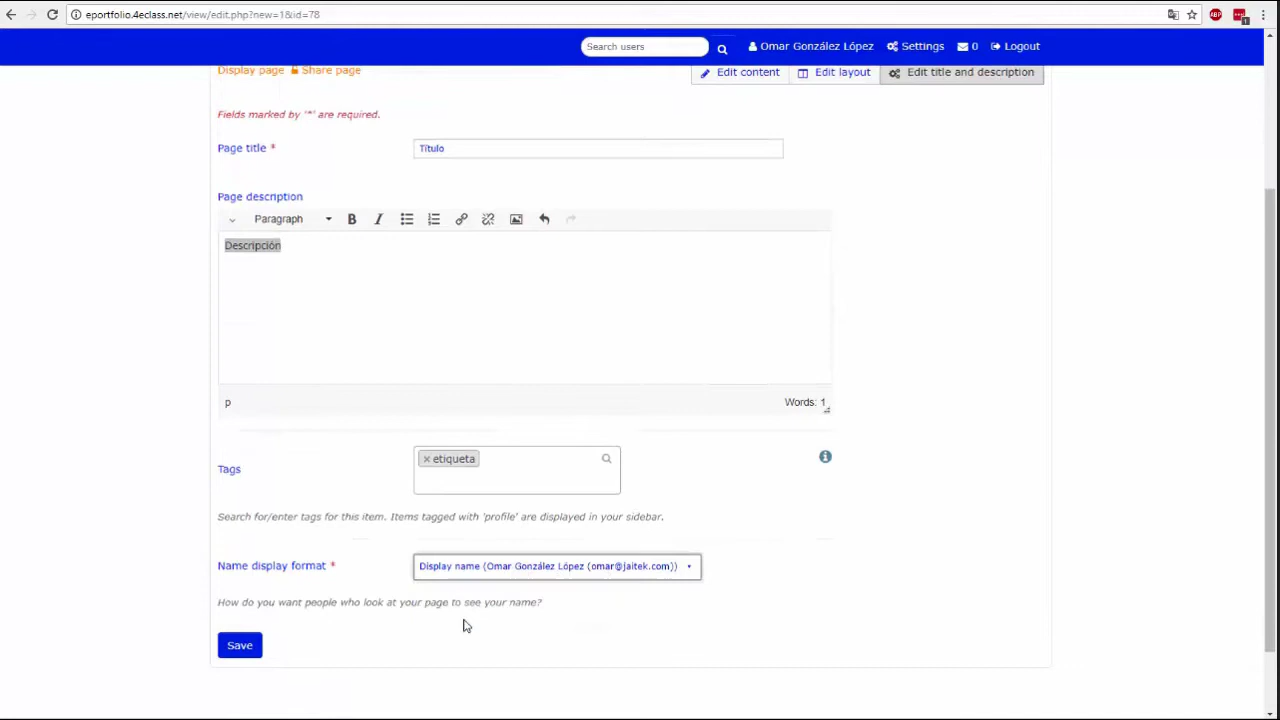 eportfolio.4eclass.net/view/edit.php?new=1&id=78
ABP
1
Search users
Omar González López
Settings
0
Logout
Display page
Share page
Edit content
Edit layout
Edit title and description
Fields marked by '*' are required.
Page title *
Título
Page description
Paragraph
B
I
Descripción
p
Words: 1
Tags
× etiqueta
Search for/enter tags for this item. Items tagged with 'profile' are displayed in your sidebar.
Name display format *
Display name (Omar González López (omar@jaitek.com))
How do you want people who look at your page to see your name?
Save